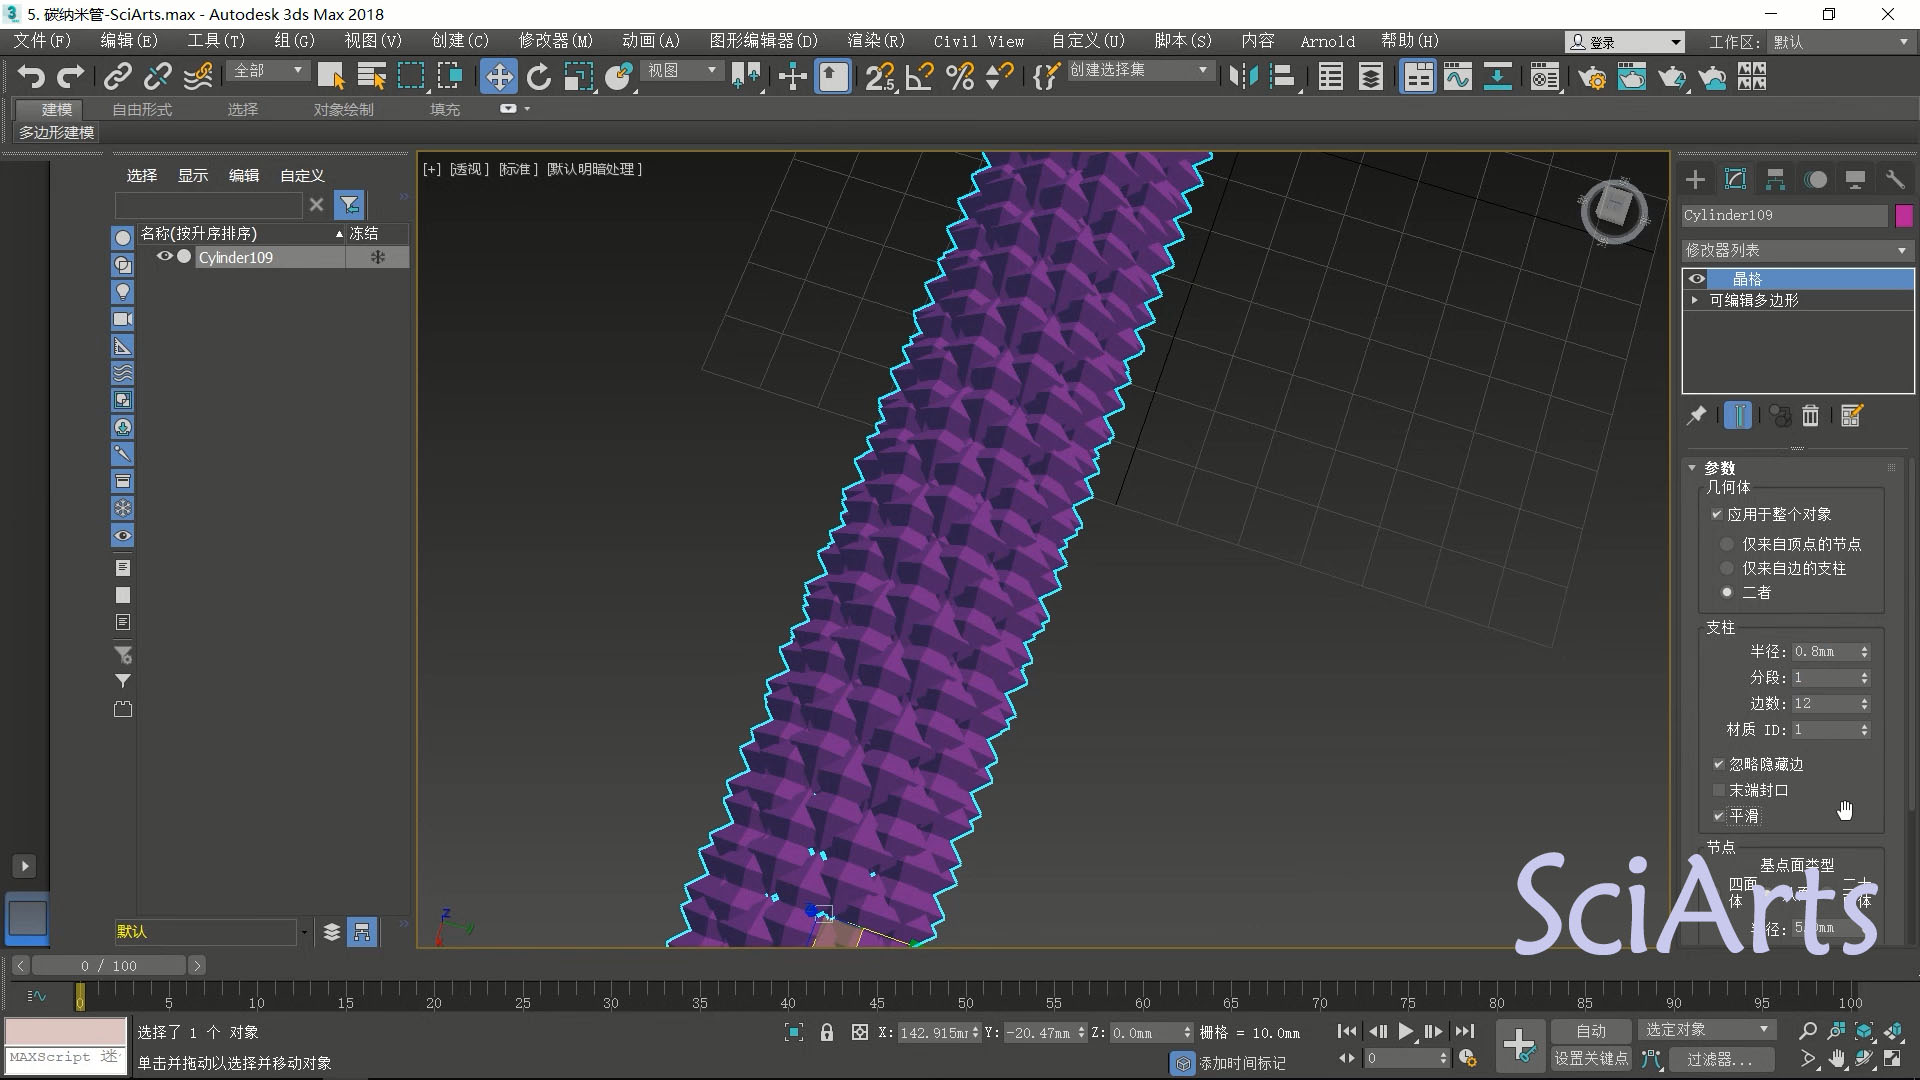 5. 碳纳米管-SciArts.max - Autodesk 3ds Max 2018
文件(F) 编辑(E) 工具(T) 组(G) 视图(V) 创建(C) 修改器(M) 动画(A) 图形编辑器(D) 渲染(R) Civil View 自定义(U) 脚本(S) 内容 Arnold 帮助(H) 登录 工作区: 默认
全部 视图 创建选择集
建模 自由形式 选择 对象绘制 填充
多边形建模
选择 显示 编辑 自定义
[+] [透视] [标准] [默认明暗处理]
名称(按升序排序) 冻结
Cylinder109
Cylinder109
修改器列表
晶格
可编辑多边形
参数
几何体
应用于整个对象
仅来自顶点的节点
仅来自边的支柱
二者
支柱
半径: 0.8mm
分段: 1
边数: 12
材质 ID: 1
忽略隐藏边
末端封口
平滑
节点
基点面类型
四面体
SciArts
默认
0 / 100
0 5 10 15 20 25 30 35 40 45 50 55 60 65 70 75 80 85 90 95 100
选择了 1 个 对象
X: 142.915mm Y: -20.47mm Z: 0.0mm 栅格 = 10.0mm
自动 选定对象
MAXScript 迷
单击并拖动以选择并移动对象
添加时间标记
0
设置关键点 过滤器...